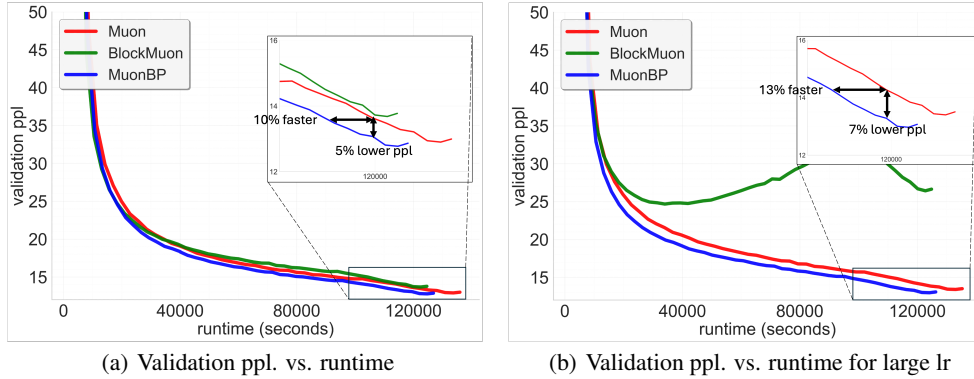 50
45
40
35
30
25
20
15
validation ppl
Muon
BlockMuon
MuonBP
16
14
12
10% faster
5% lower ppl
120000
0
40000
80000
120000
runtime (seconds)
(a) Validation ppl. vs. runtime
50
45
40
35
30
25
20
15
validation ppl
Muon
BlockMuon
MuonBP
16
14
12
13% faster
7% lower ppl
120000
0
40000
80000
120000
runtime (seconds)
(b) Validation ppl. vs. runtime for large lr